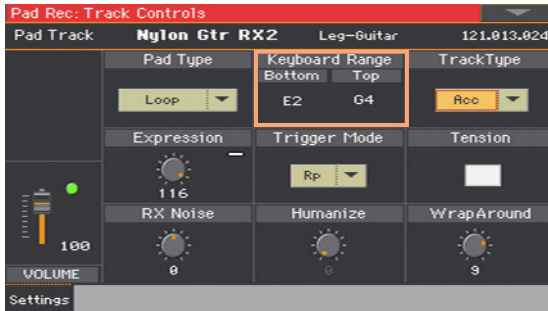 Pad Rec: Track Controls
Pad Track Nylon Gtr RX2 Leg-Guitar 121.013.024
Pad Type Keyboard Range TrackType
Bottom Top
Loop E2 G4 Acc
Expression Trigger Mode Tension
116 Rp
RX Noise Humanize WrapAround
100
0 0 9
VOLUME
Settings